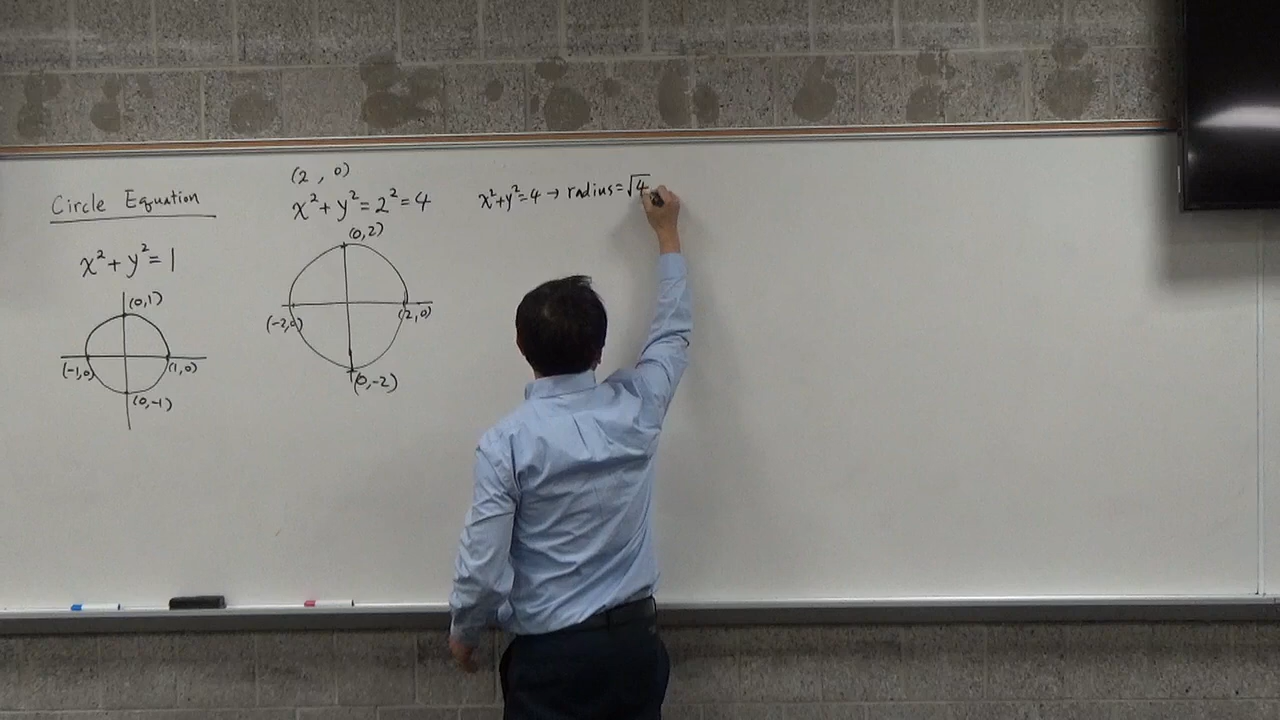 Circle Equation
x² + y² = 1
(0,1)
(-1,0)
(1,0)
(0,-1)
(2 , 0)
x² + y² = 2² = 4
(0,2)
(-2,0)
(2,0)
(0,-2)
x²+y²=4 → radius = √4